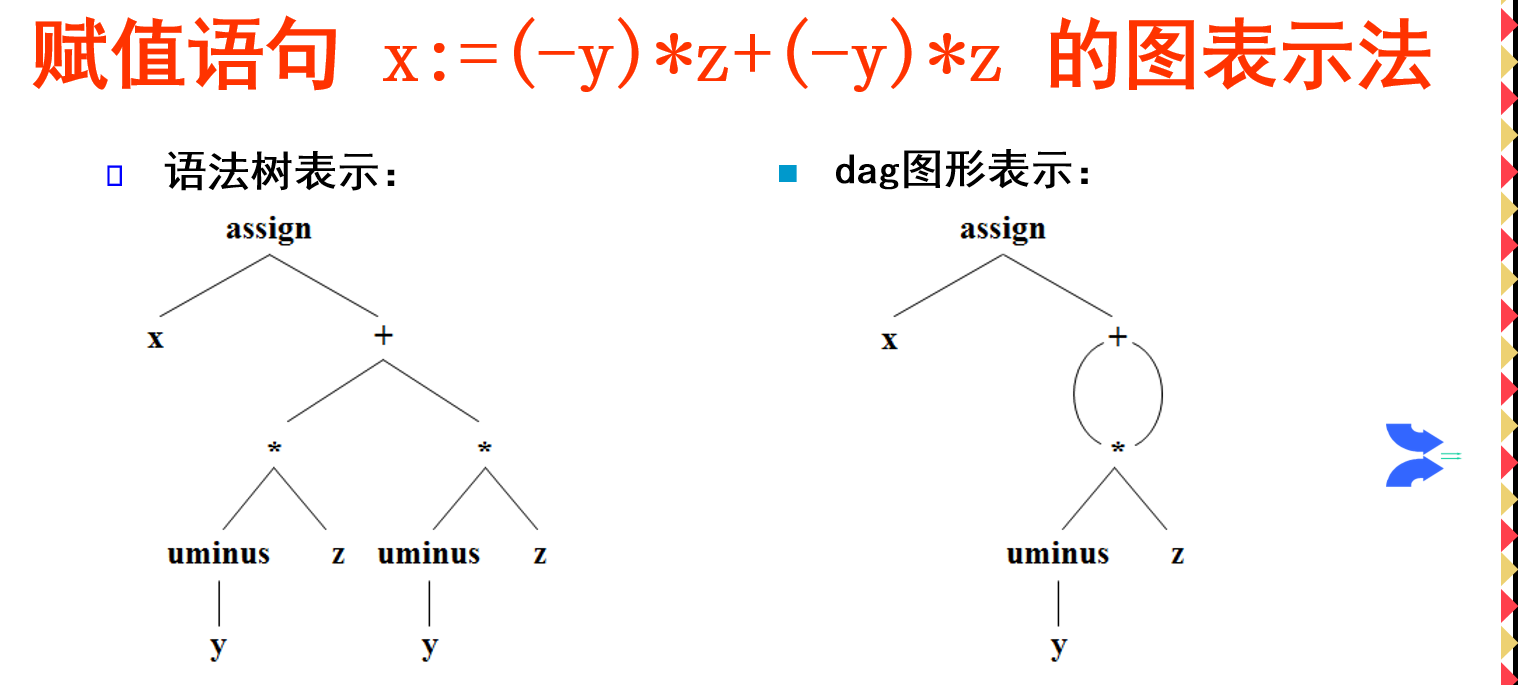 赋值语句 x:=(-y)*z+(-y)*z 的图表示法
语法树表示：
assign
x +
* *
uminus z uminus z
y y
dag图形表示：
assign
x +
*
uminus z
y